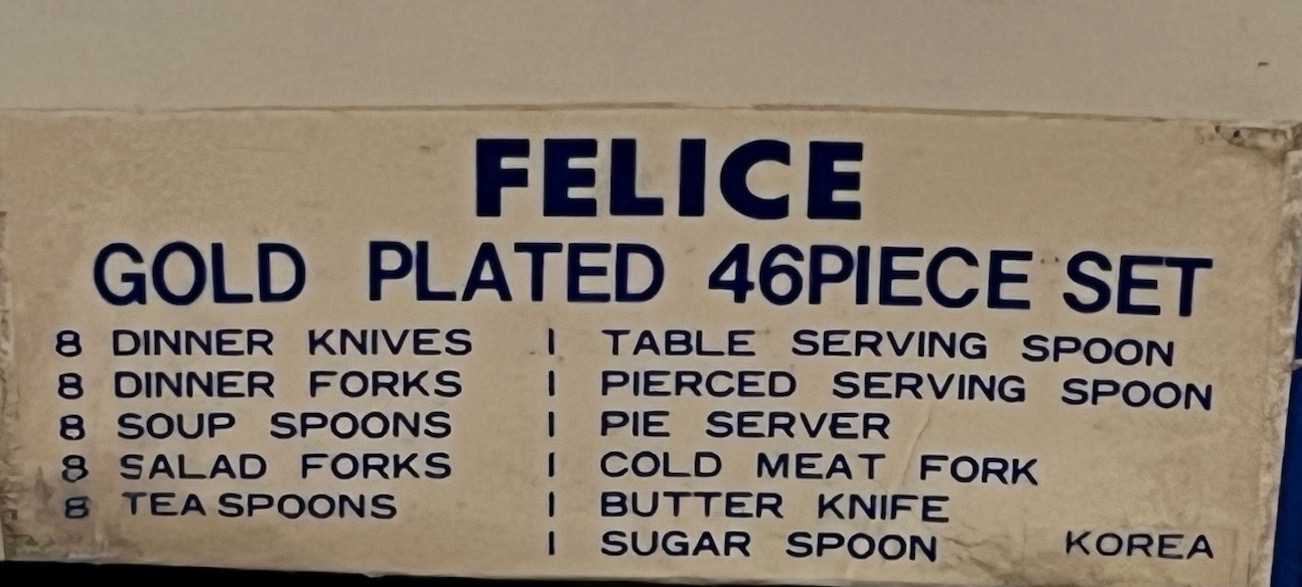 FELICE
GOLD PLATED 46PIECE SET
8 DINNER KNIVES 1 TABLE SERVING SPOON
8 DINNER FORKS 1 PIERCED SERVING SPOON
8 SOUP SPOONS 1 PIE SERVER
8 SALAD FORKS 1 COLD MEAT FORK
8 TEA SPOONS 1 BUTTER KNIFE
1 SUGAR SPOON KOREA